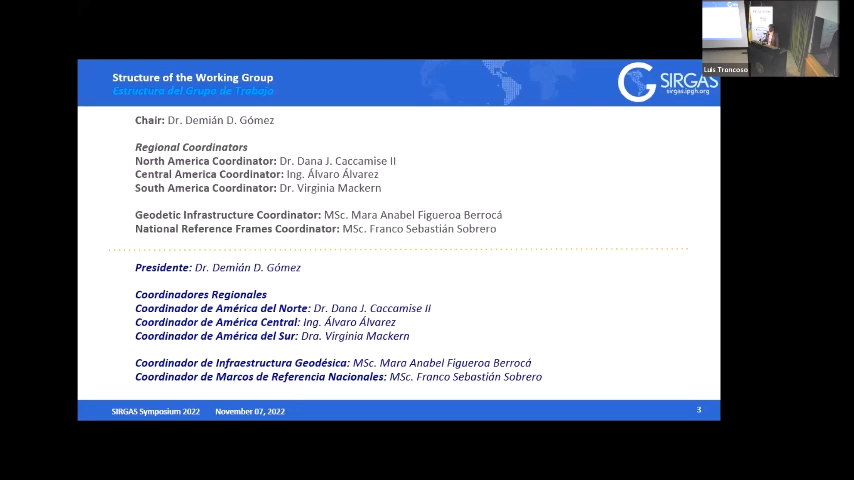 Structure of the Working Group
Estructura del Grupo de Trabajo
SIRGAS
sirgas.ipgh.org
Luis Troncoso
Chair: Dr. Demián D. Gómez
Regional Coordinators
North America Coordinator: Dr. Dana J. Caccamise II
Central America Coordinator: Ing. Álvaro Álvarez
South America Coordinator: Dr. Virginia Mackern
Geodetic Infrastructure Coordinator: MSc. Mara Anabel Figueroa Berrocá
National Reference Frames Coordinator: MSc. Franco Sebastián Sobrero
Presidente: Dr. Demián D. Gómez
Coordinadores Regionales
Coordinador de América del Norte: Dr. Dana J. Caccamise II
Coordinador de América Central: Ing. Álvaro Álvarez
Coordinador de América del Sur: Dra. Virginia Mackern
Coordinador de Infraestructura Geodésica: MSc. Mara Anabel Figueroa Berrocá
Coordinador de Marcos de Referencia Nacionales: MSc. Franco Sebastián Sobrero
SIRGAS Symposium 2022 November 07, 2022 3